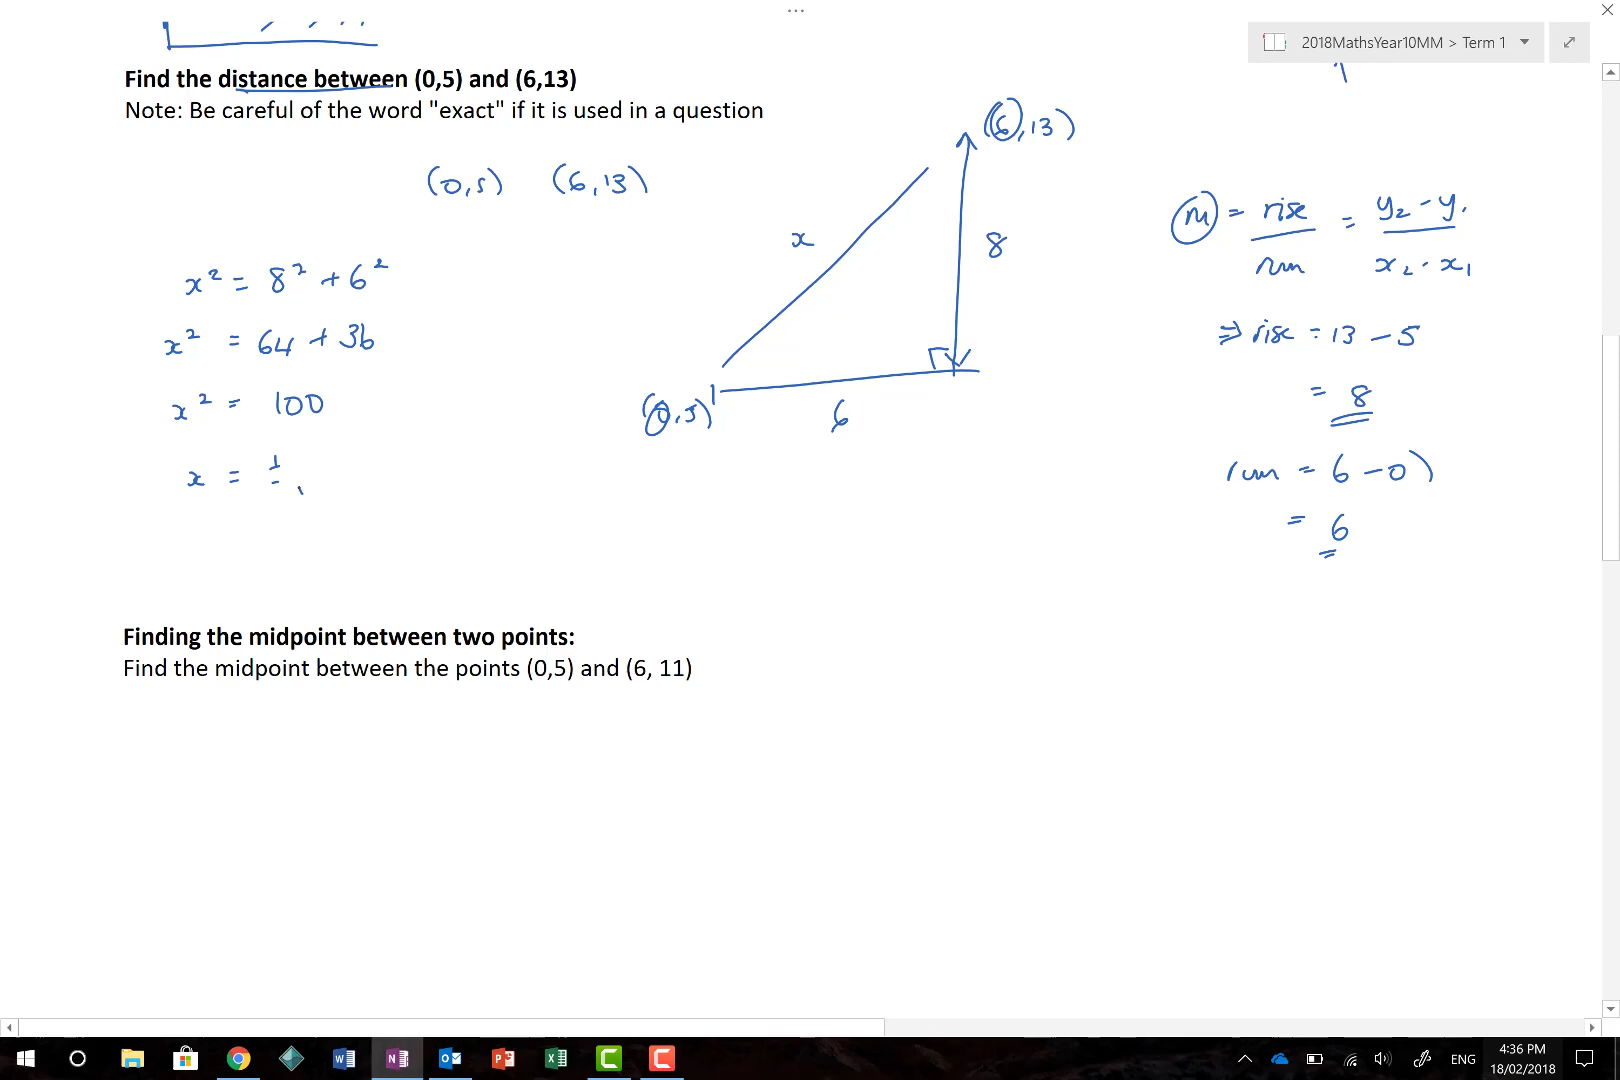 2018MathsYear10MM > Term 1
Find the distance between (0,5) and (6,13)
Note: Be careful of the word "exact" if it is used in a question
(6,13)
(0,5) (6,13)
m = rise = y₂ - y₁
run x₂ - x₁
x
8
x² = 8² + 6²
x² = 64 + 36
⇒ rise = 13 - 5
x² = 100
= 8
(0,5)
6
x = ±
run = 6 - 0)
= 6
Finding the midpoint between two points:
Find the midpoint between the points (0,5) and (6, 11)
ENG
4:36 PM
18/02/2018